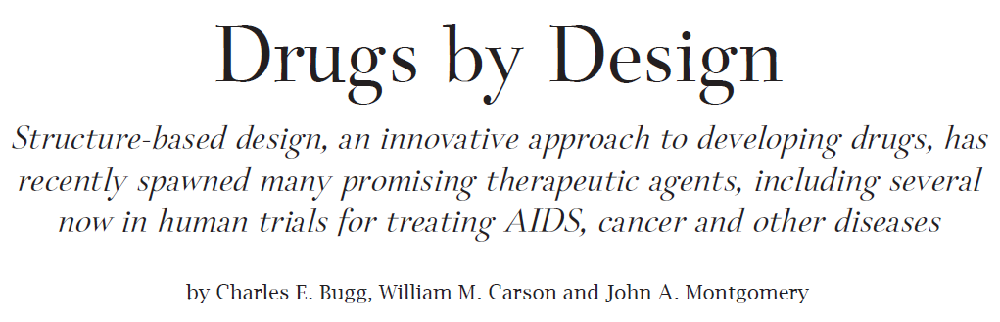 Drugs by Design
Structure-based design, an innovative approach to developing drugs, has
recently spawned many promising therapeutic agents, including several
now in human trials for treating AIDS, cancer and other diseases
by Charles E. Bugg, William M. Carson and John A. Montgomery